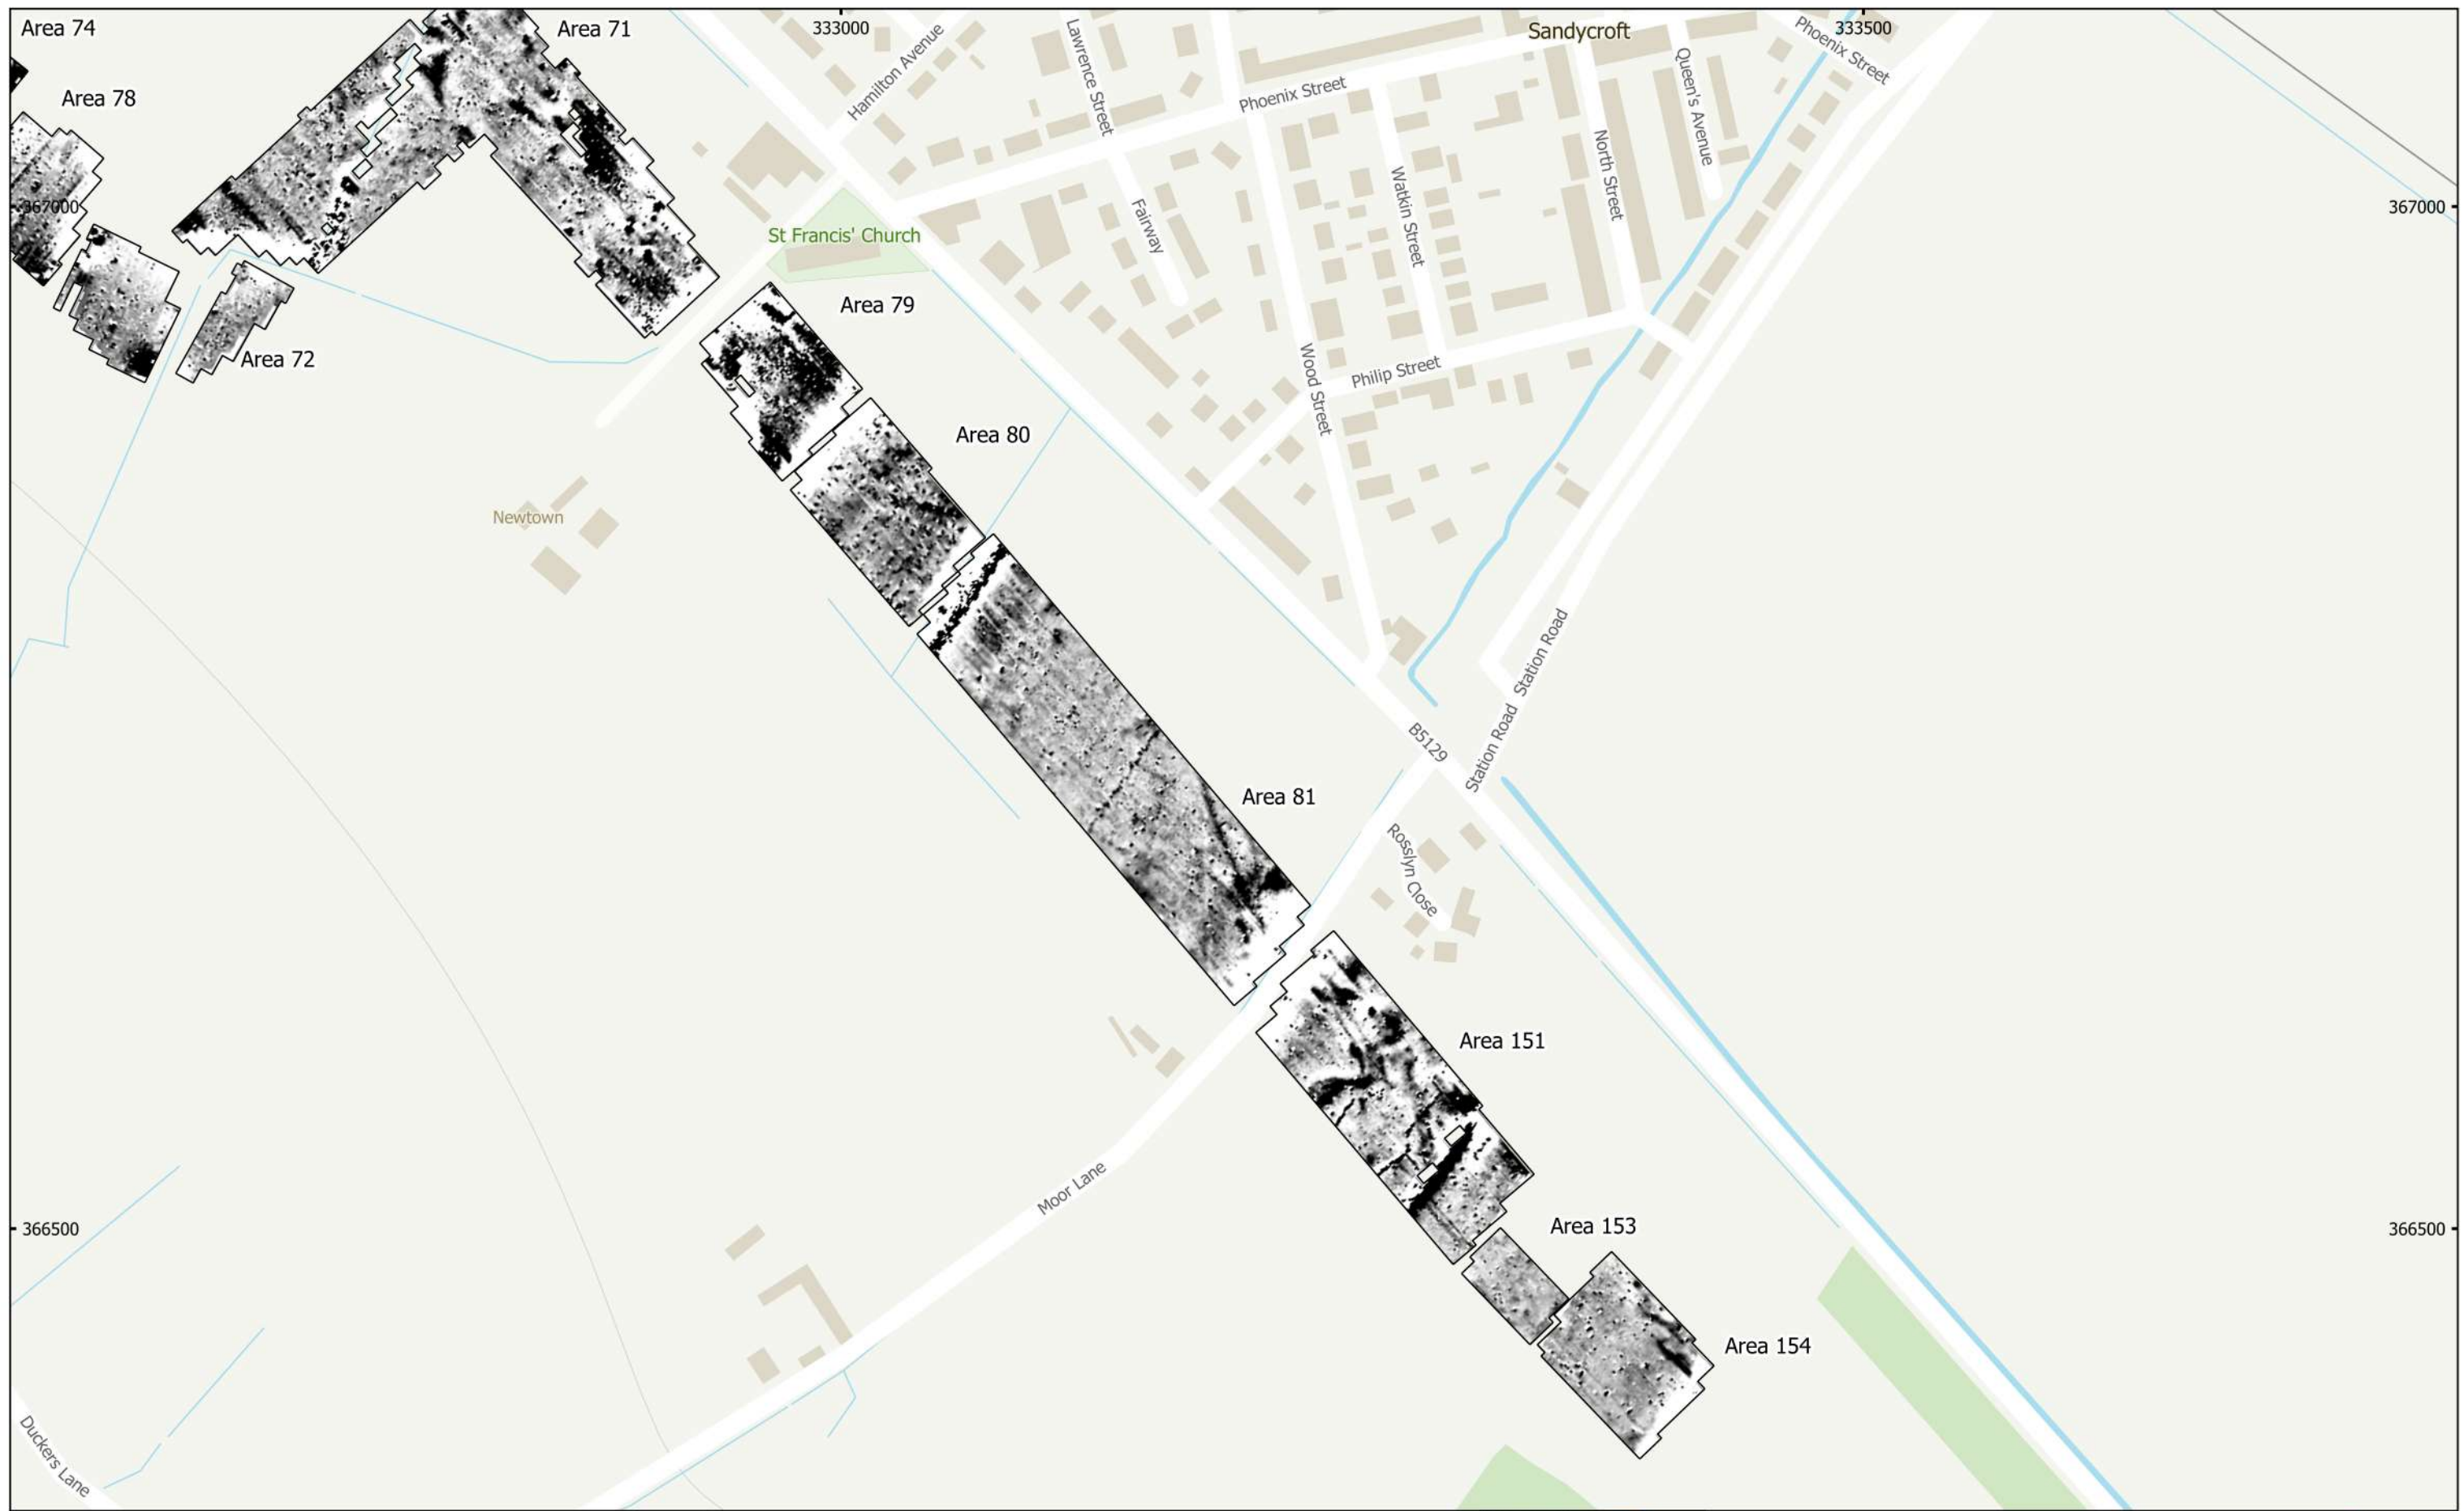 Area 74
Area 71
333000
Sandycroft
333500
Phoenix Street
Hamilton Avenue
Lawrence Street
Queen's Avenue
Area 78
Phoenix Street
North Street
Watkin Street
367000
367000
Fairway
St Francis' Church
Area 79
Area 72
Wood Street
Philip Street
Area 80
Newtown
Station Road
Station Road
B5129
Area 81
Rosslyn Close
Area 151
Moor Lane
366500
Area 153
366500
Area 154
Duckers Lane